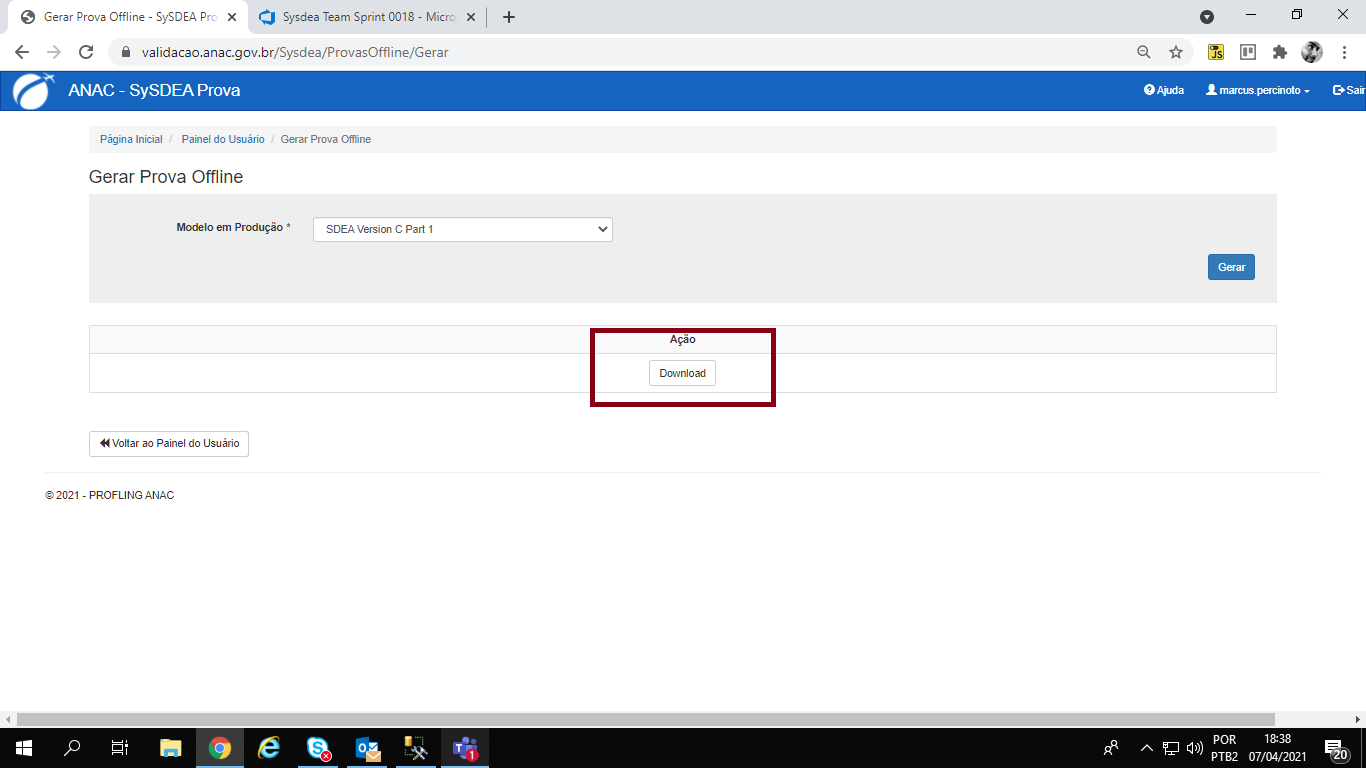 Gerar Prova Offline - SySDEA Pro
Sysdea Team Sprint 0018 - Micro
validacao.anac.gov.br/Sysdea/ProvasOffline/Gerar
JS
ANAC - SySDEA Prova
Ajuda
marcus.percinoto
Sair
Página Inicial / Painel do Usuário / Gerar Prova Offline
Gerar Prova Offline
Modelo em Produção *
SDEA Version C Part 1
Gerar
Ação
Download
Voltar ao Painel do Usuário
© 2021 - PROFLING ANAC
1
POR
PTB2
18:38
07/04/2021
20